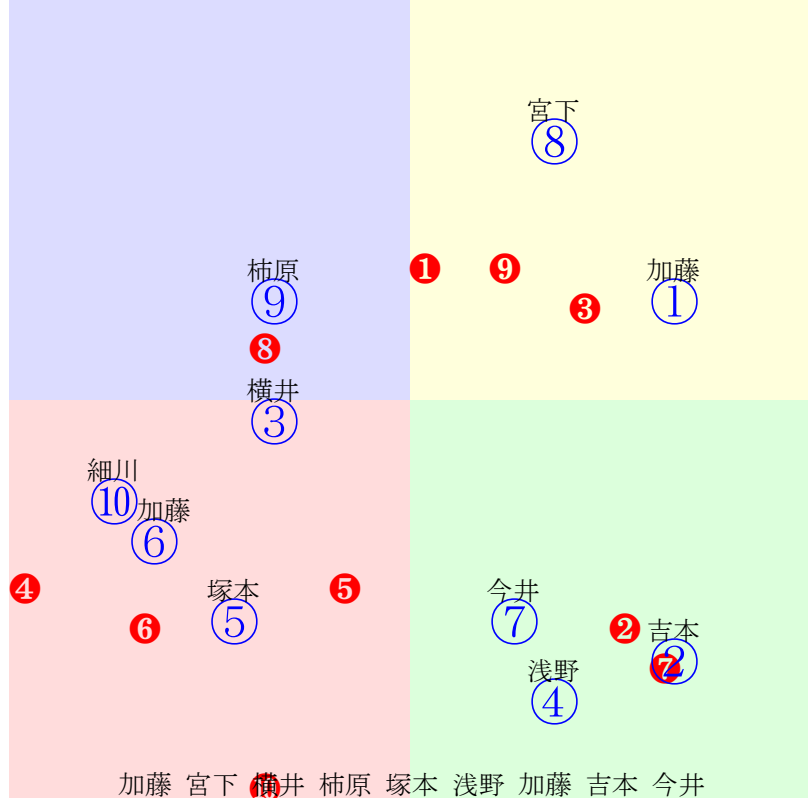 宮下
⑧
柿原
❶
❾
加藤
⑨
❸
①
❽
横井
③
細川
⑩
加藤
⑥
❹
塚本
❺
今井
❻
⑤
⑦
❷
吉本
②
❼
浅野
④
加藤 宮下 横井 柿原 塚本 浅野 加藤 吉本 今井
❿